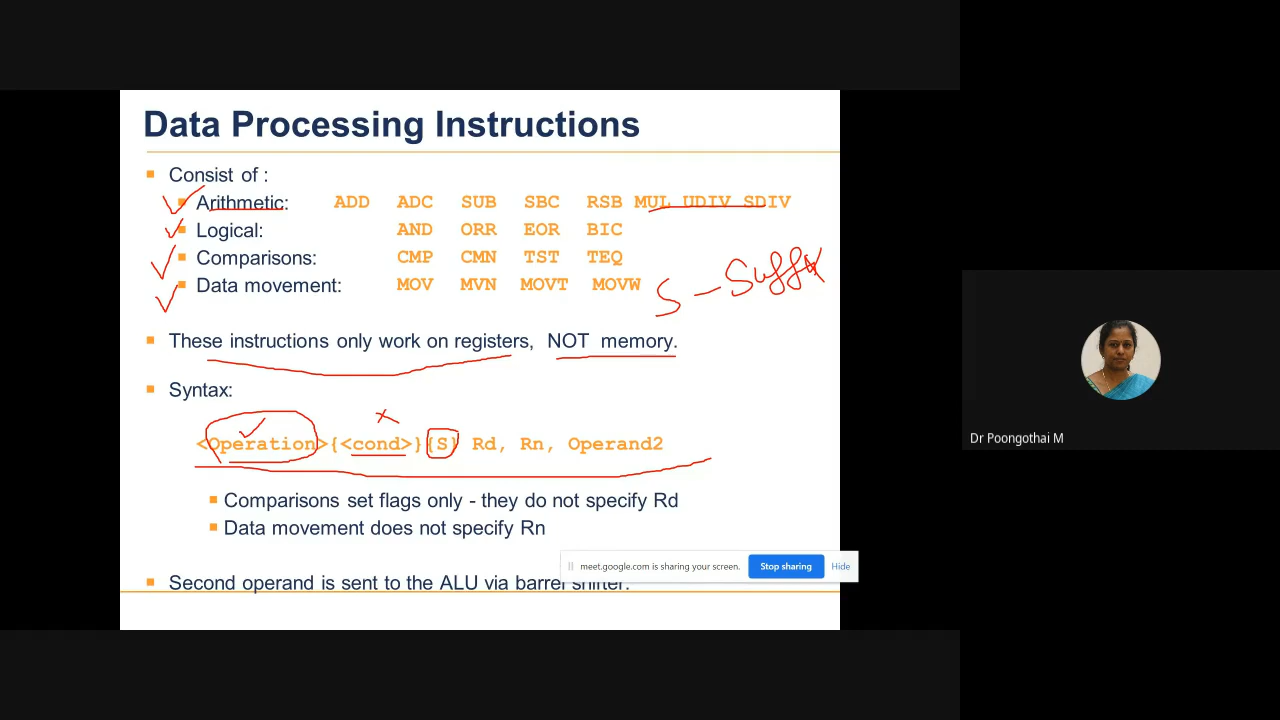 Data Processing Instructions
Consist of :
Arithmetic: ADD ADC SUB SBC RSB MUL UDIV SDIV
Logical: AND ORR EOR BIC
Comparisons: CMP CMN TST TEQ
Data movement: MOV MVN MOVT MOVW
S – Suffix
These instructions only work on registers, NOT memory.
Syntax:
<Operation>{<cond>}{S} Rd, Rn, Operand2
Comparisons set flags only - they do not specify Rd
Data movement does not specify Rn
Second operand is sent to the ALU via barrel shifter.
meet.google.com is sharing your screen. Stop sharing Hide
Dr Poongothai M